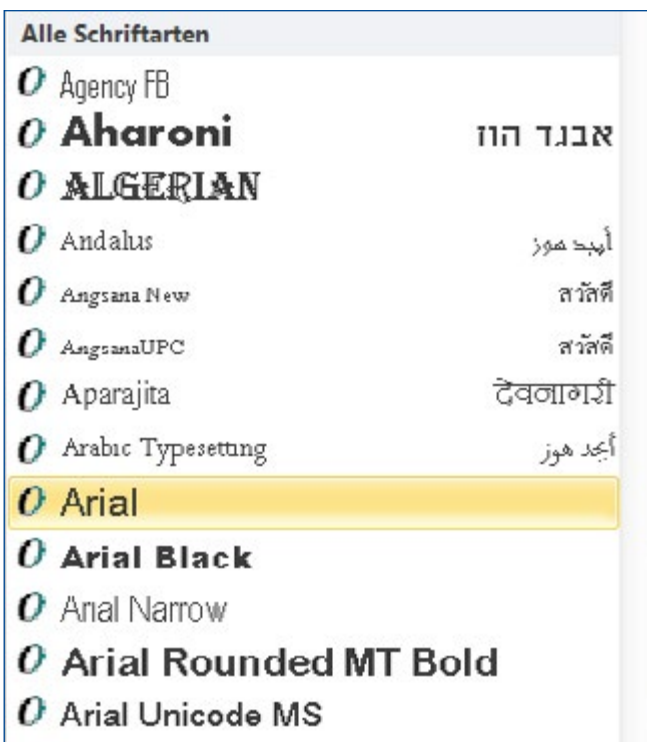 Alle Schriftarten
Agency FB
Aharoni אבגד הוז
ALGERIAN
Andalus أبجد هوز
Angsana New สวัสดี
AngsanaUPC สวัสดี
Aparajita देवनागरी
Arabic Typesetting أبجد هوز
Arial
Arial Black
Arial Narrow
Arial Rounded MT Bold
Arial Unicode MS